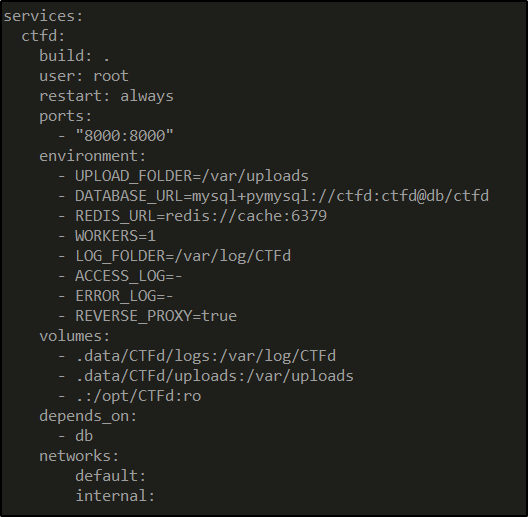 services:
  ctfd:
    build: .
    user: root
    restart: always
    ports:
      - "8000:8000"
    environment:
      - UPLOAD_FOLDER=/var/uploads
      - DATABASE_URL=mysql+pymysql://ctfd:ctfd@db/ctfd
      - REDIS_URL=redis://cache:6379
      - WORKERS=1
      - LOG_FOLDER=/var/log/CTFd
      - ACCESS_LOG=-
      - ERROR_LOG=-
      - REVERSE_PROXY=true
    volumes:
      - .data/CTFd/logs:/var/log/CTFd
      - .data/CTFd/uploads:/var/uploads
      - .:/opt/CTFd:ro
    depends_on:
      - db
    networks:
        default:
        internal: